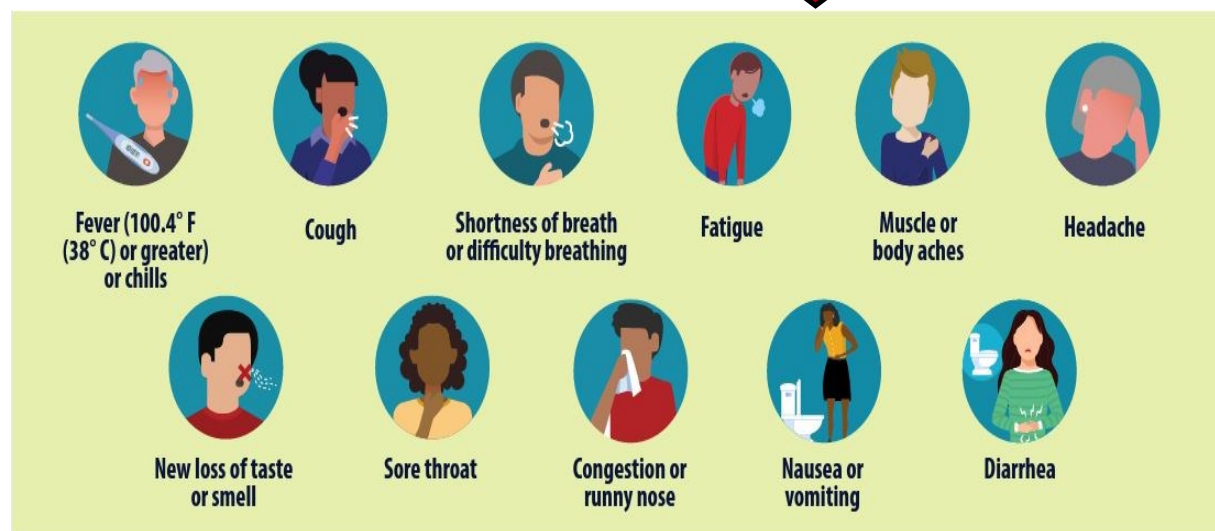 Fever (100.4° F
(38° C) or greater)
or chills
Cough
Shortness of breath
or difficulty breathing
Fatigue
Muscle or
body aches
Headache
New loss of taste
or smell
Sore throat
Congestion or
runny nose
Nausea or
vomiting
Diarrhea